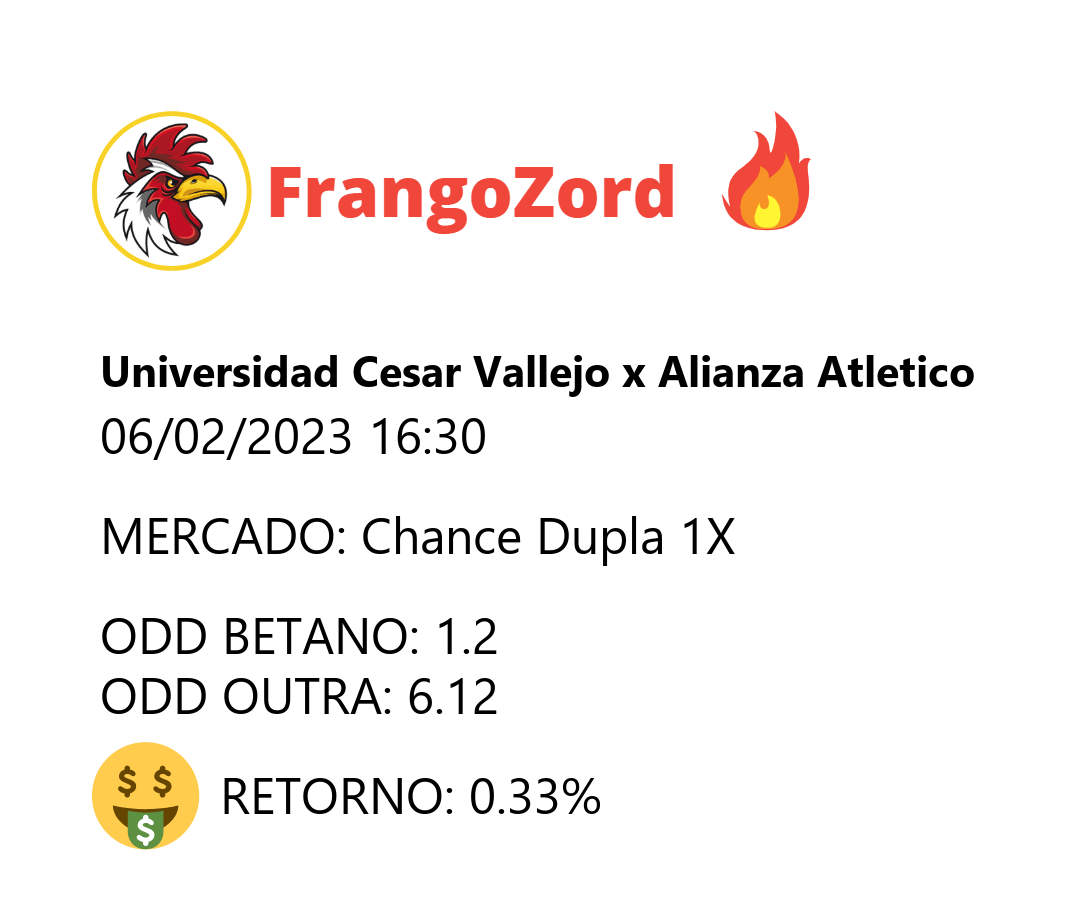 FrangoZord
Universidad Cesar Vallejo x Alianza Atletico
06/02/2023 16:30
MERCADO: Chance Dupla 1X
ODD BETANO: 1.2
ODD OUTRA: 6.12
RETORNO: 0.33%